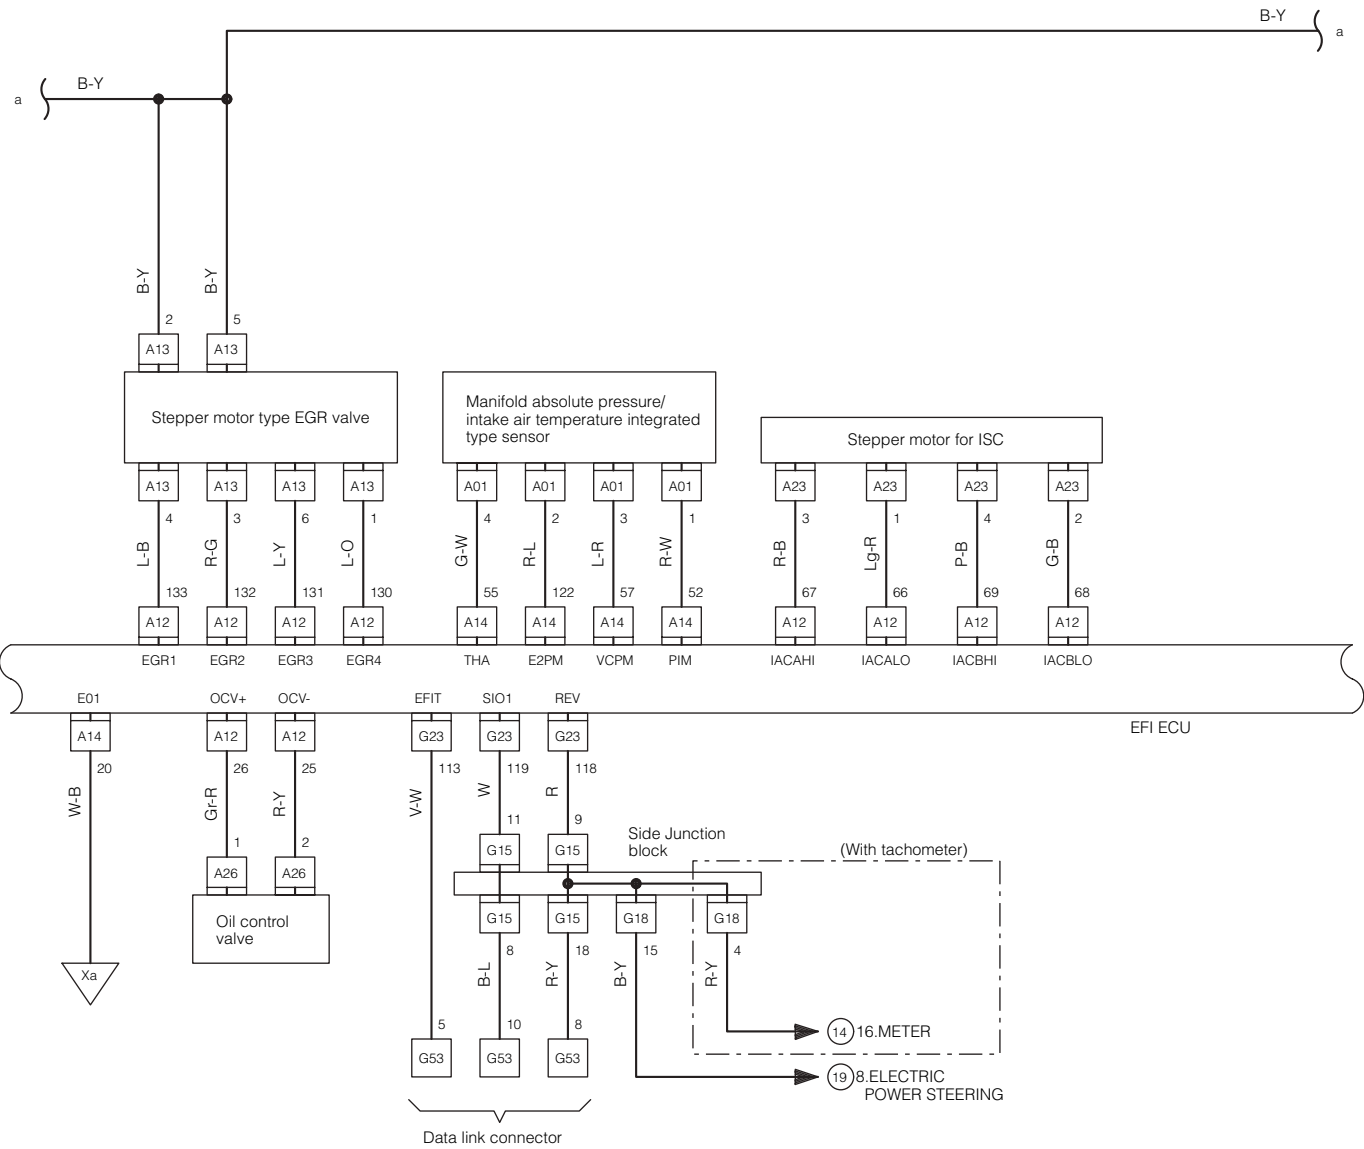 B-Y
a
a
B-Y
B-Y
B-Y
2
5
A13
A13
Stepper motor type EGR valve
Manifold absolute pressure/
intake air temperature integrated
type sensor
Stepper motor for ISC
A13
A13
A13
A13
A01
A01
A01
A01
A23
A23
A23
A23
4
3
6
1
4
2
3
1
3
1
4
2
L-B
R-G
L-Y
L-O
G-W
R-L
L-R
R-W
R-B
Lg-R
P-B
G-B
133
132
131
130
55
122
57
52
67
66
69
68
A12
A12
A12
A12
A14
A14
A14
A14
A12
A12
A12
A12
EGR1
EGR2
EGR3
EGR4
THA
E2PM
VCPM
PIM
IACAHI
IACALO
IACBHI
IACBLO
E01
OCV+
OCV-
EFIT
SIO1
REV
EFI ECU
A14
A12
A12
G23
G23
G23
20
26
25
113
119
118
W-B
Gr-R
R-Y
V-W
W
R
1
2
11
9
Side Junction
block
(With tachometer)
A26
A26
G15
G15
Oil control
valve
G15
G15
G18
G18
8
18
15
4
B-L
R-Y
B-Y
R-Y
Xa
5
10
8
14 16.METER
G53
G53
G53
19 8.ELECTRIC
POWER STEERING
Data link connector